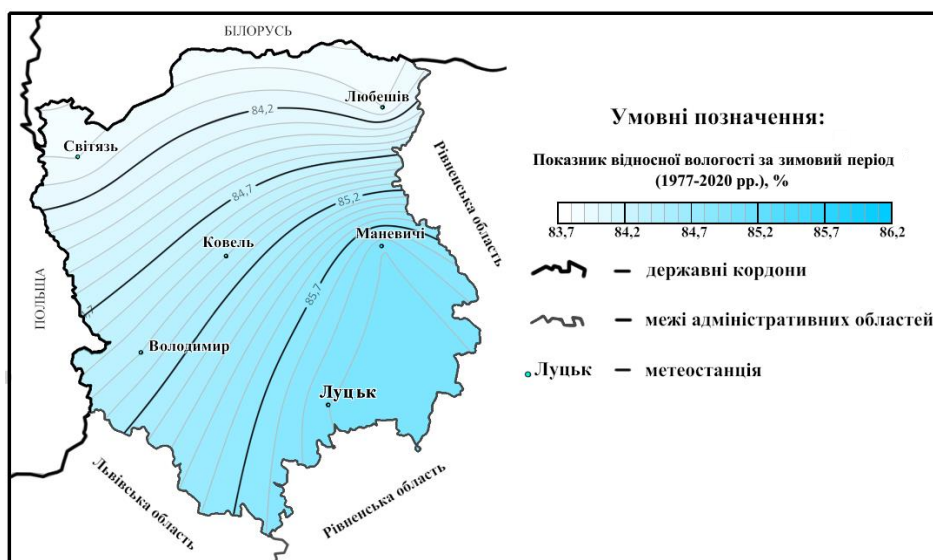 БІЛОРУСЬ
Любешів
84,2
Світязь
Рівненська область
84,7
85,2
Ковель
Маневичі
ПОЛЬЩА
85,7
Володимир
Луцьк
Львівська область
Рівненська область
Умовні позначення:
Показник відносної вологості за зимовий період
(1977-2020 рр.), %
83,7 84,2 84,7 85,2 85,7 86,2
– державні кордони
– межі адміністративних областей
Луцьк – метеостанція